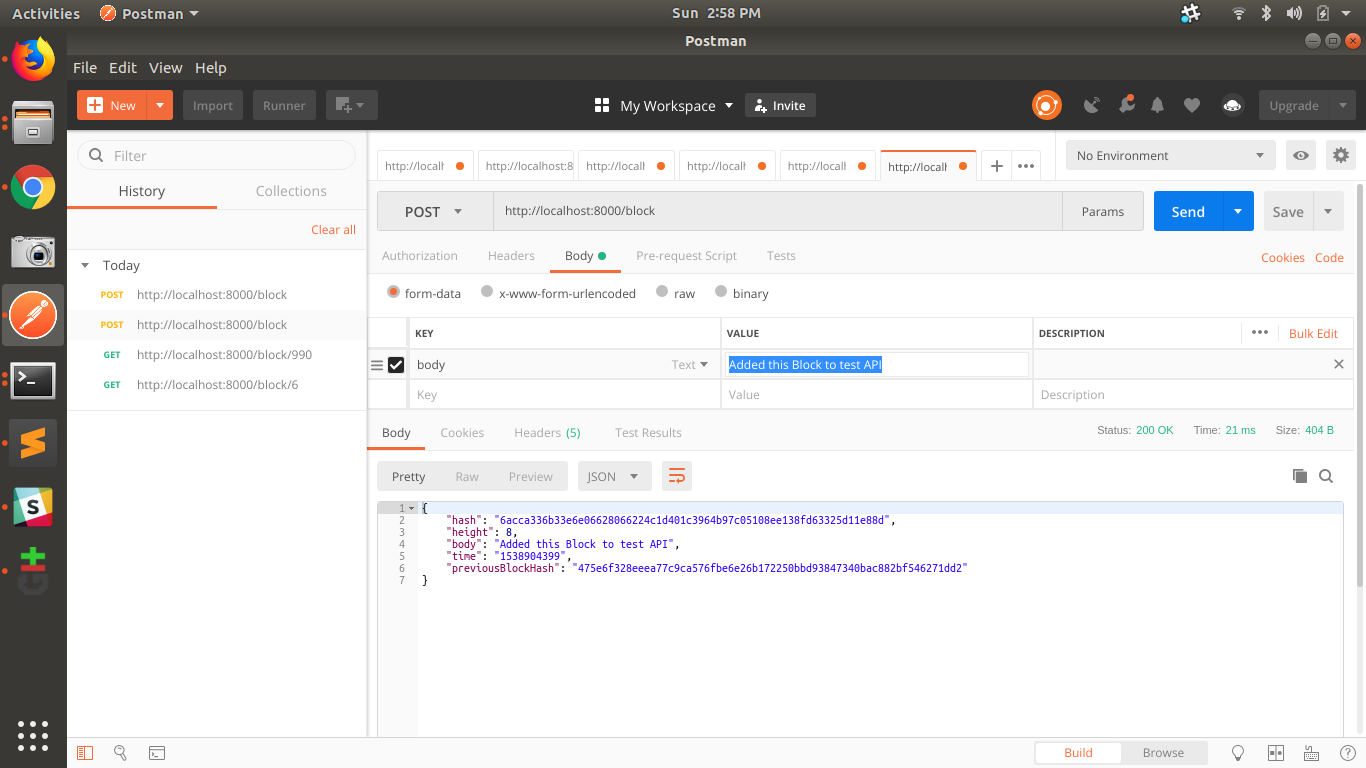 Activities Postman Sun 2:58 PM
Postman
File Edit View Help
New Import Runner My Workspace Invite Upgrade
Filter
History Collections
Clear all
Today
POST http://localhost:8000/block
POST http://localhost:8000/block
GET http://localhost:8000/block/990
GET http://localhost:8000/block/6
http://locall http://localhost:8 http://locall http://locall http://locall http://locall No Environment
POST http://localhost:8000/block Params Send Save
Authorization Headers Body Pre-request Script Tests Cookies Code
form-data x-www-form-urlencoded raw binary
KEY VALUE DESCRIPTION Bulk Edit
body Text Added this Block to test API
Key Value Description
Body Cookies Headers (5) Test Results Status: 200 OK Time: 21 ms Size: 404 B
Pretty Raw Preview JSON
1 {
2 "hash": "6acca336b33e6e06628066224c1d401c3964b97c05108ee138fd63325d11e88d",
3 "height": 8,
4 "body": "Added this Block to test API",
5 "time": "1538904399",
6 "previousBlockHash": "475e6f328eeea77c9ca576fbe6e26b172250bbd93847340bac882bf546271dd2"
7 }
Build Browse